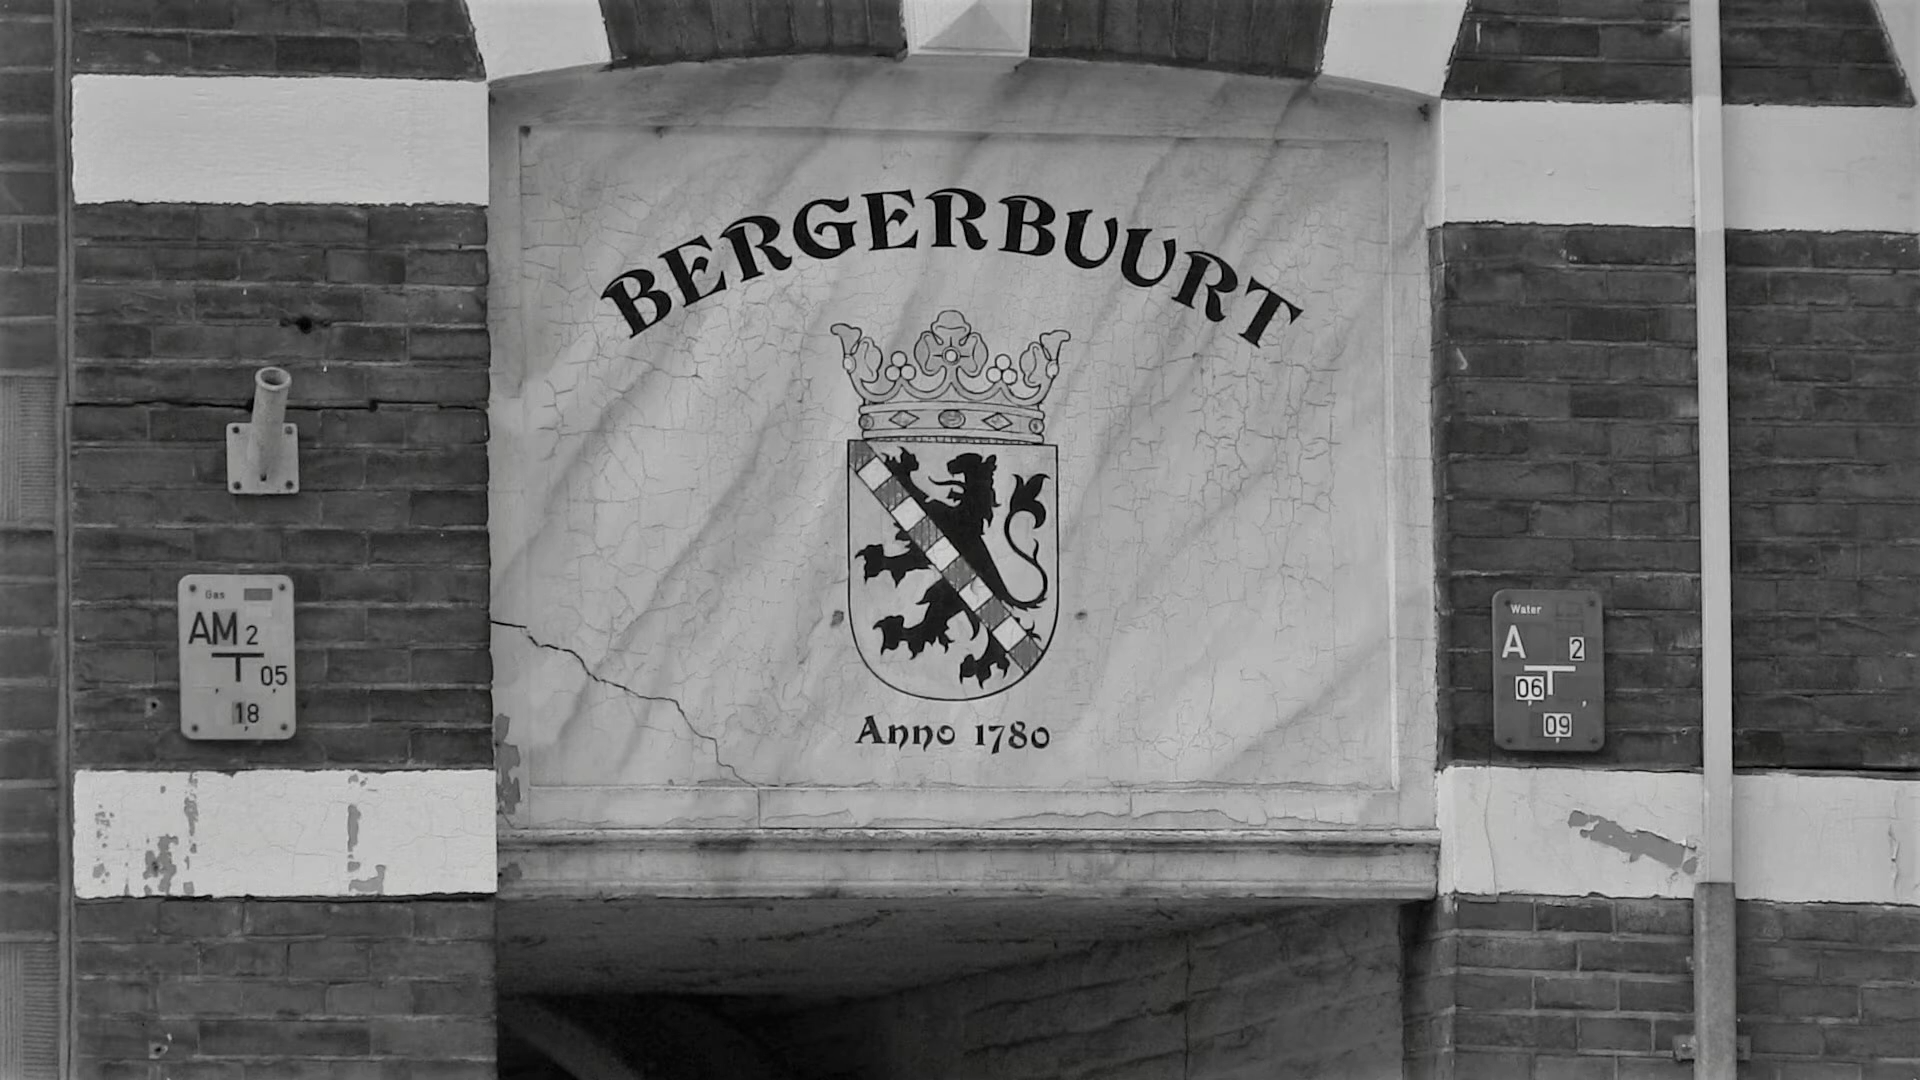 BERGERBUURT
Anno 1780
Gas
AM 2
05
,
,
18
Water
A 2
06
,
,
09